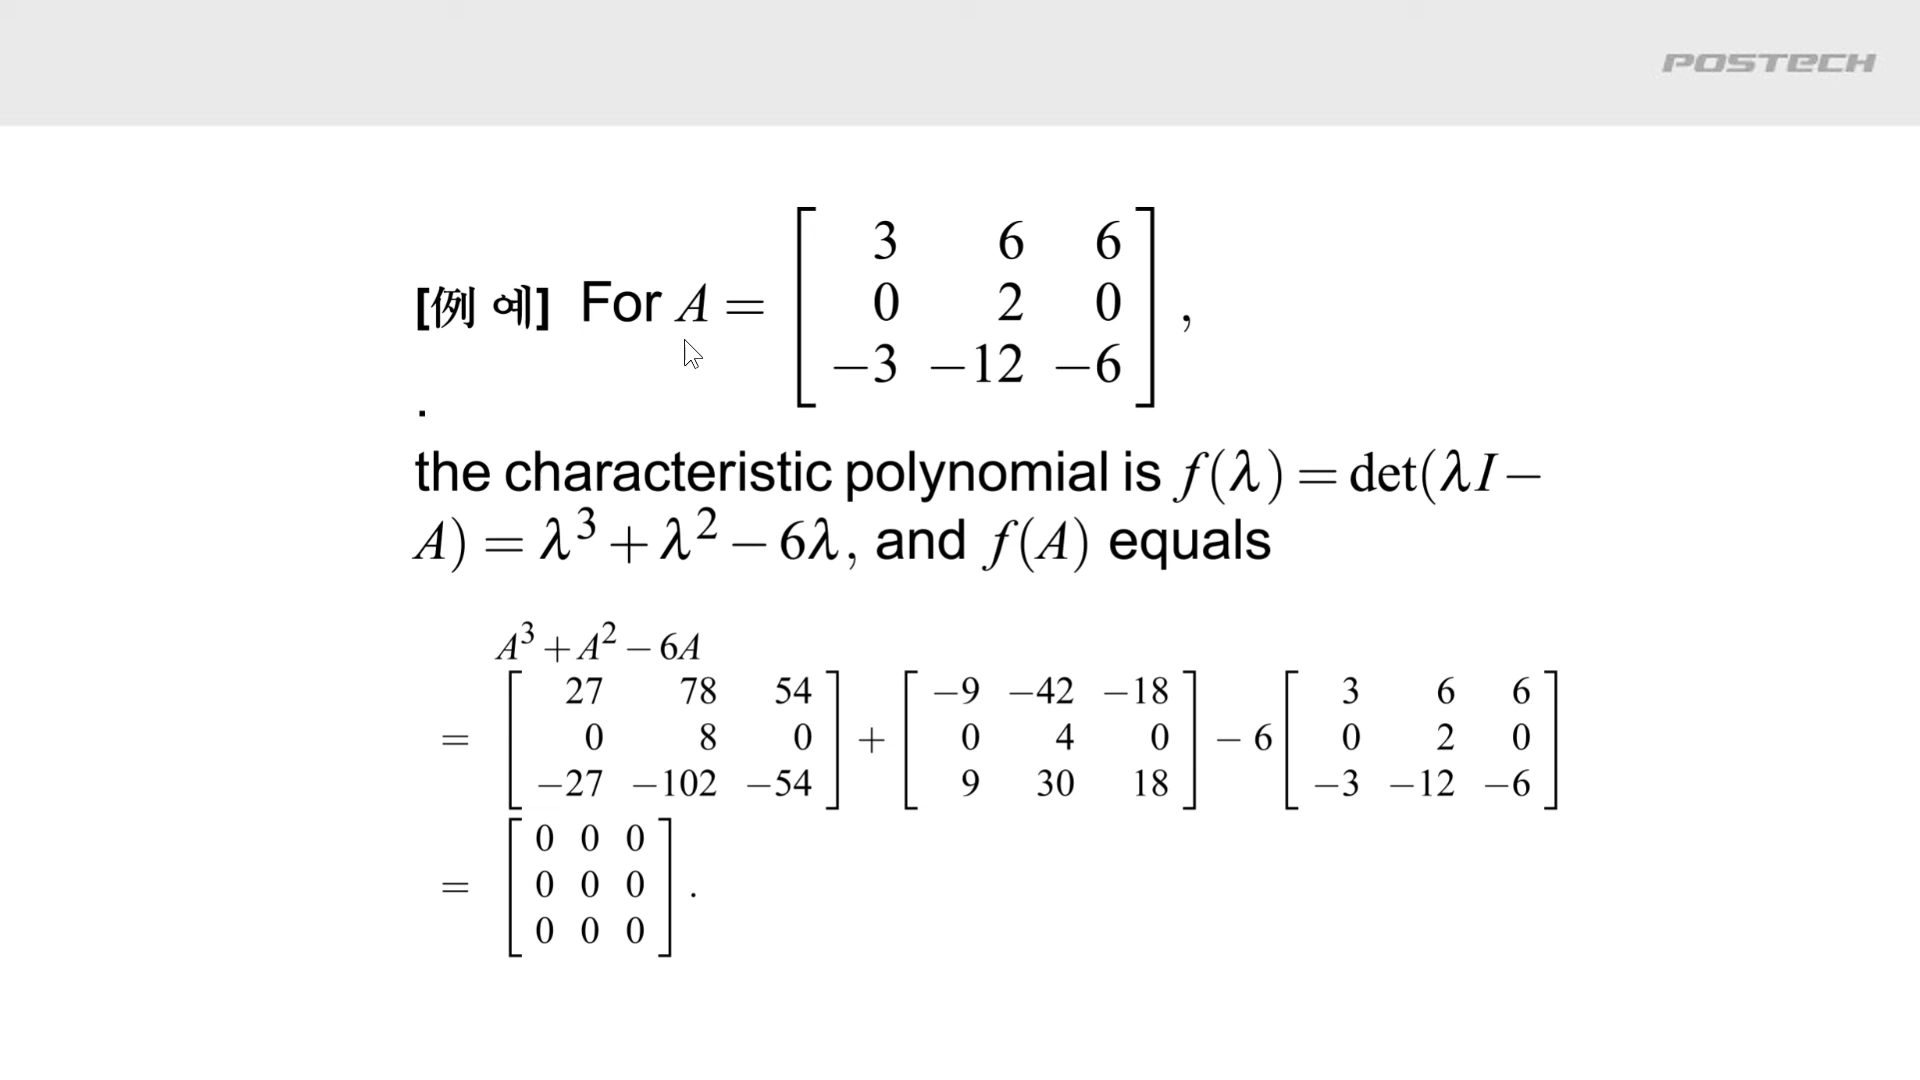 POSTECH
[例 예] For A = [ 3 6 6
0 2 0
−3 −12 −6 ] ,
.
the characteristic polynomial is f(λ) = det(λI −
A) = λ³ + λ² − 6λ, and f(A) equals
A³ + A² − 6A
= [ 27 78 54 ] + [ −9 −42 −18 ] − 6 [ 3 6 6 ]
0 8 0 0 4 0 0 2 0
−27 −102 −54 9 30 18 −3 −12 −6
= [ 0 0 0
0 0 0
0 0 0 ] .